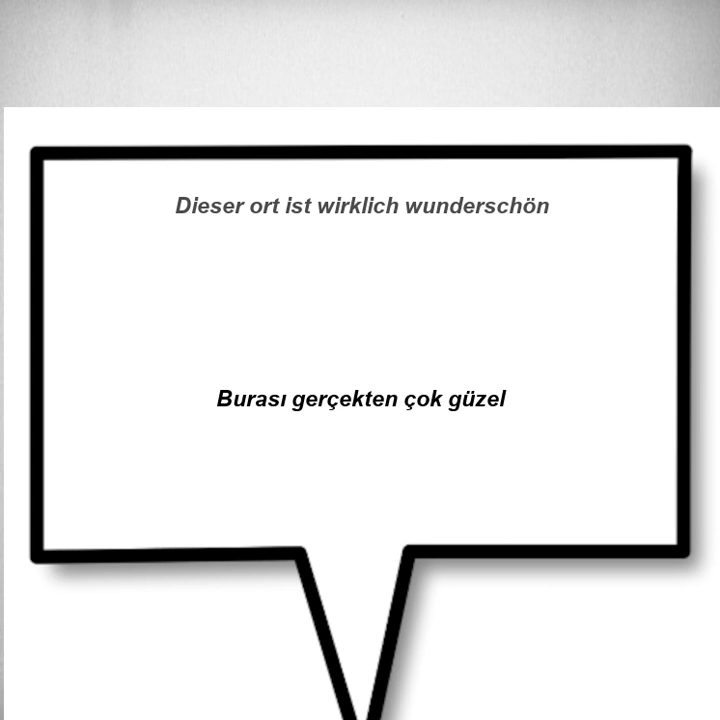 Dieser ort ist wirklich wunderschön
Burası gerçekten çok güzel